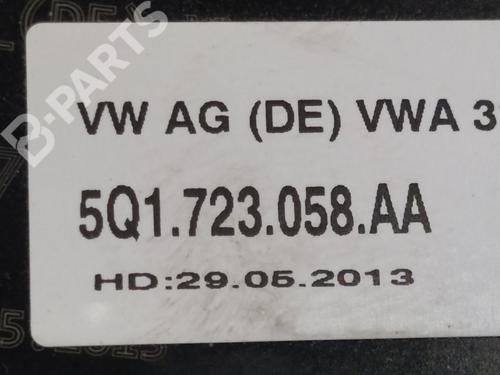 B-PARTS
VW AG (DE) VWA 3
5Q1.723.058.AA
HD:29.05.2013